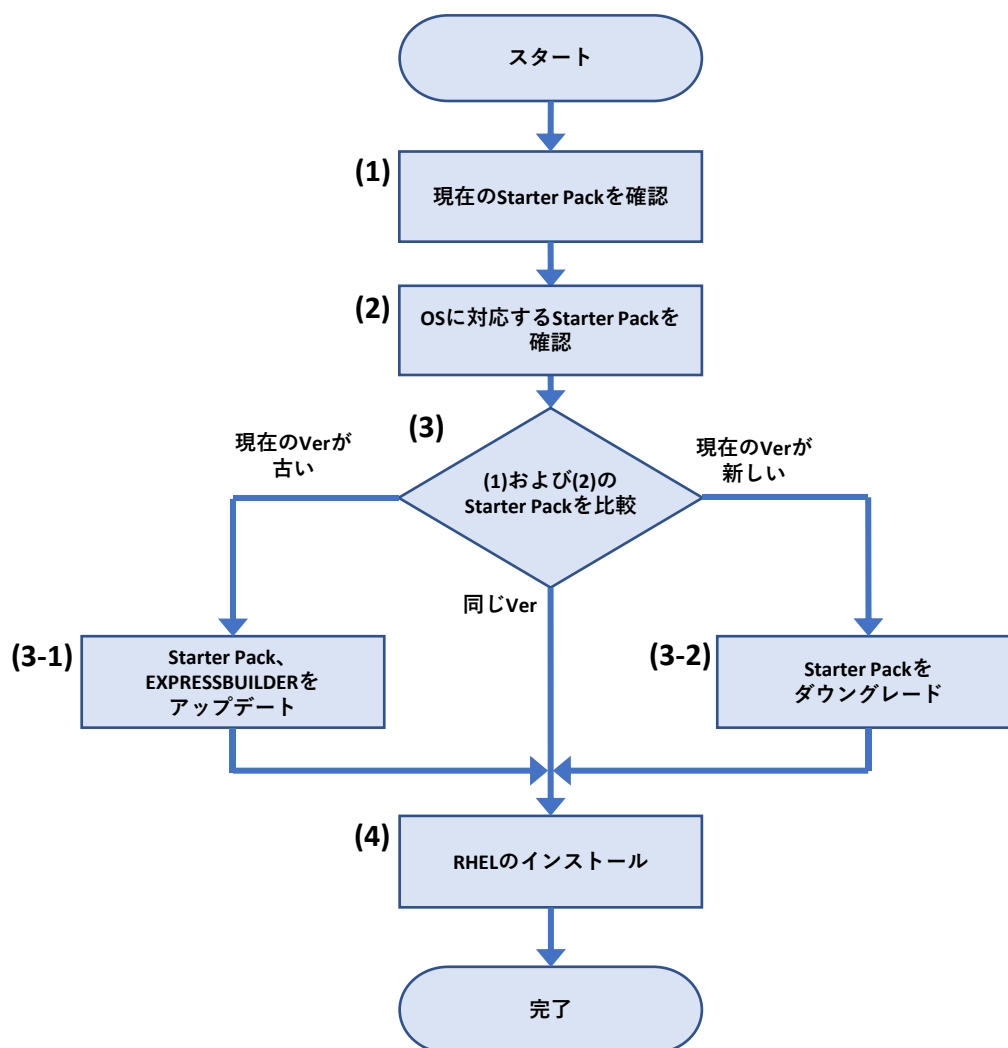 スタート
(1)
現在のStarter Packを確認
(2)
OSに対応するStarter Packを
確認
(3)
現在のVerが
古い
現在のVerが
新しい
(1)および(2)の
Starter Packを比較
同じVer
(3-1)
Starter Pack、
EXPRESSBUILDERを
アップデート
(3-2)
Starter Packを
ダウングレード
(4)
RHELのインストール
完了